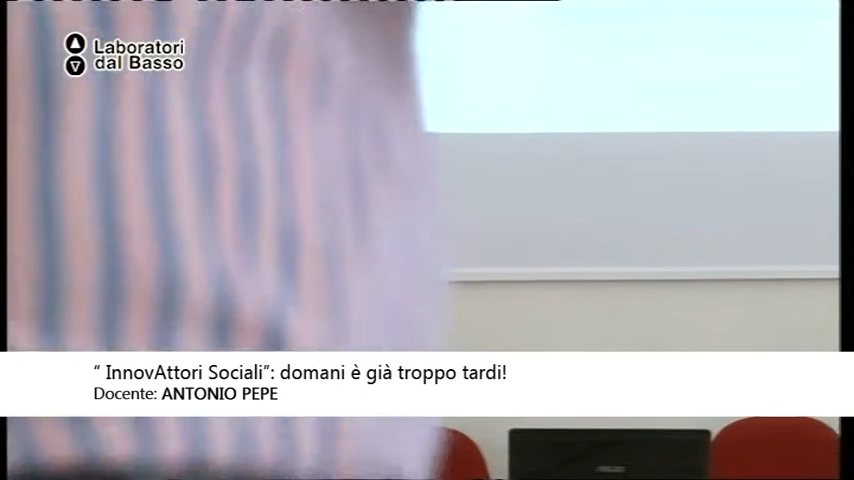 Laboratori
dal Basso
“ InnovAttori Sociali”: domani è già troppo tardi!
Docente: ANTONIO PEPE